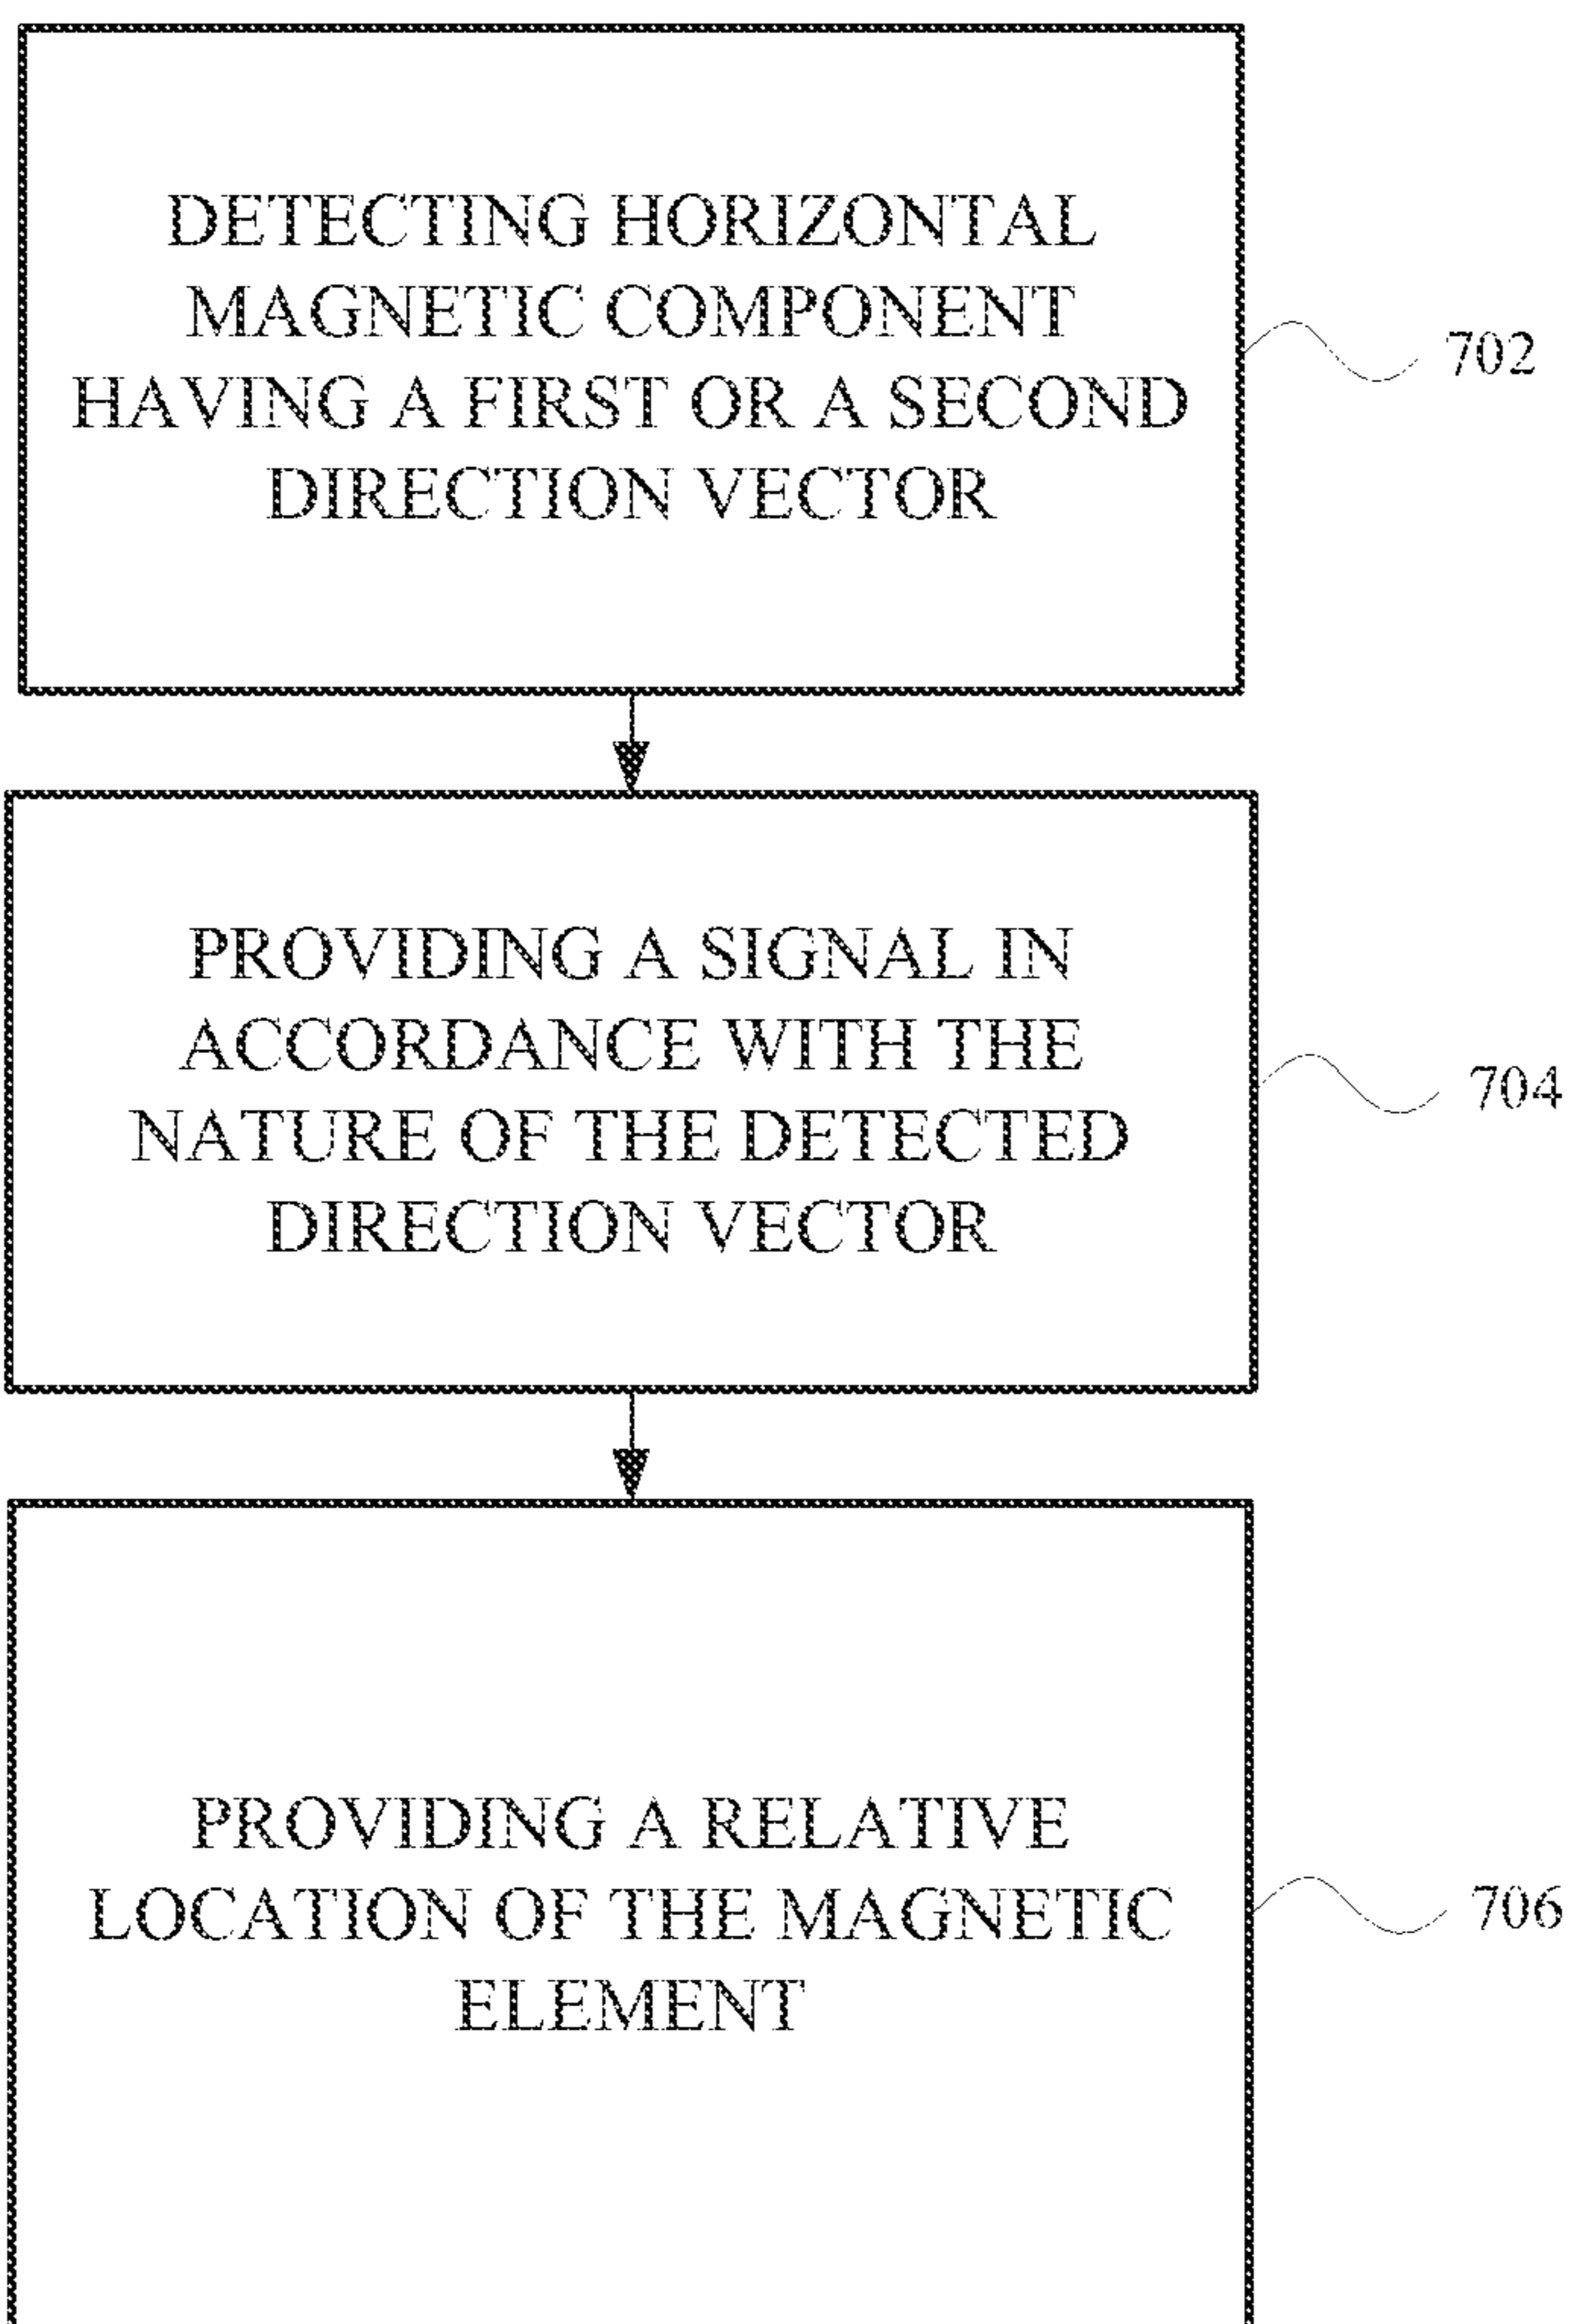 DETECTING HORIZONTAL
MAGNETIC COMPONENT
HAVING A FIRST OR A SECOND
DIRECTION VECTOR
702
PROVIDING A SIGNAL IN
ACCORDANCE WITH THE
NATURE OF THE DETECTED
DIRECTION VECTOR
704
PROVIDING A RELATIVE
LOCATION OF THE MAGNETIC
ELEMENT
706